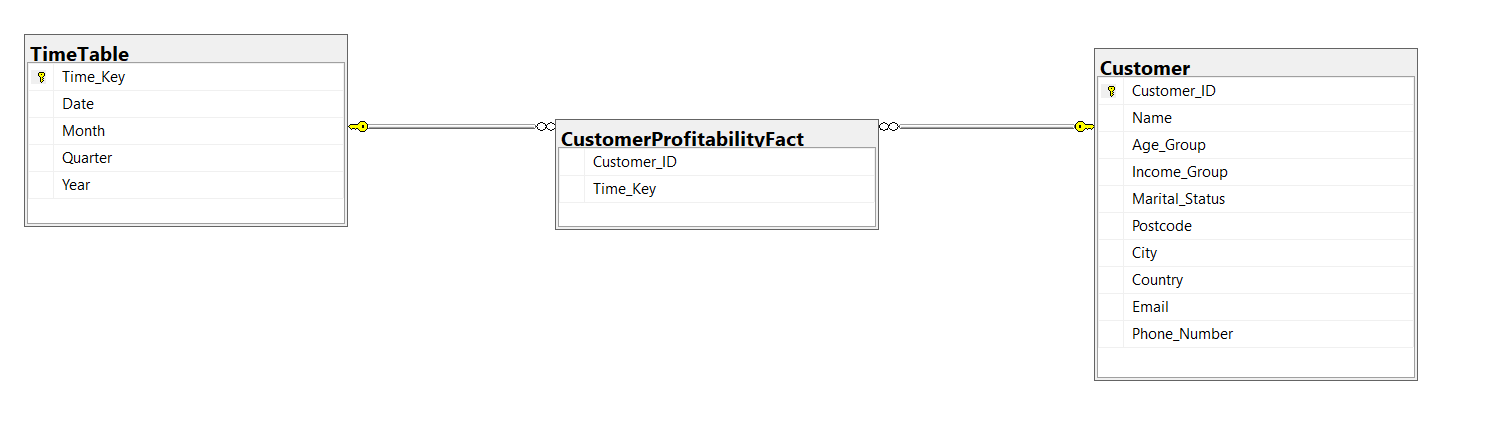 TimeTable
Time_Key
Date
Month
Quarter
Year
CustomerProfitabilityFact
Customer_ID
Time_Key
Customer
Customer_ID
Name
Age_Group
Income_Group
Marital_Status
Postcode
City
Country
Email
Phone_Number